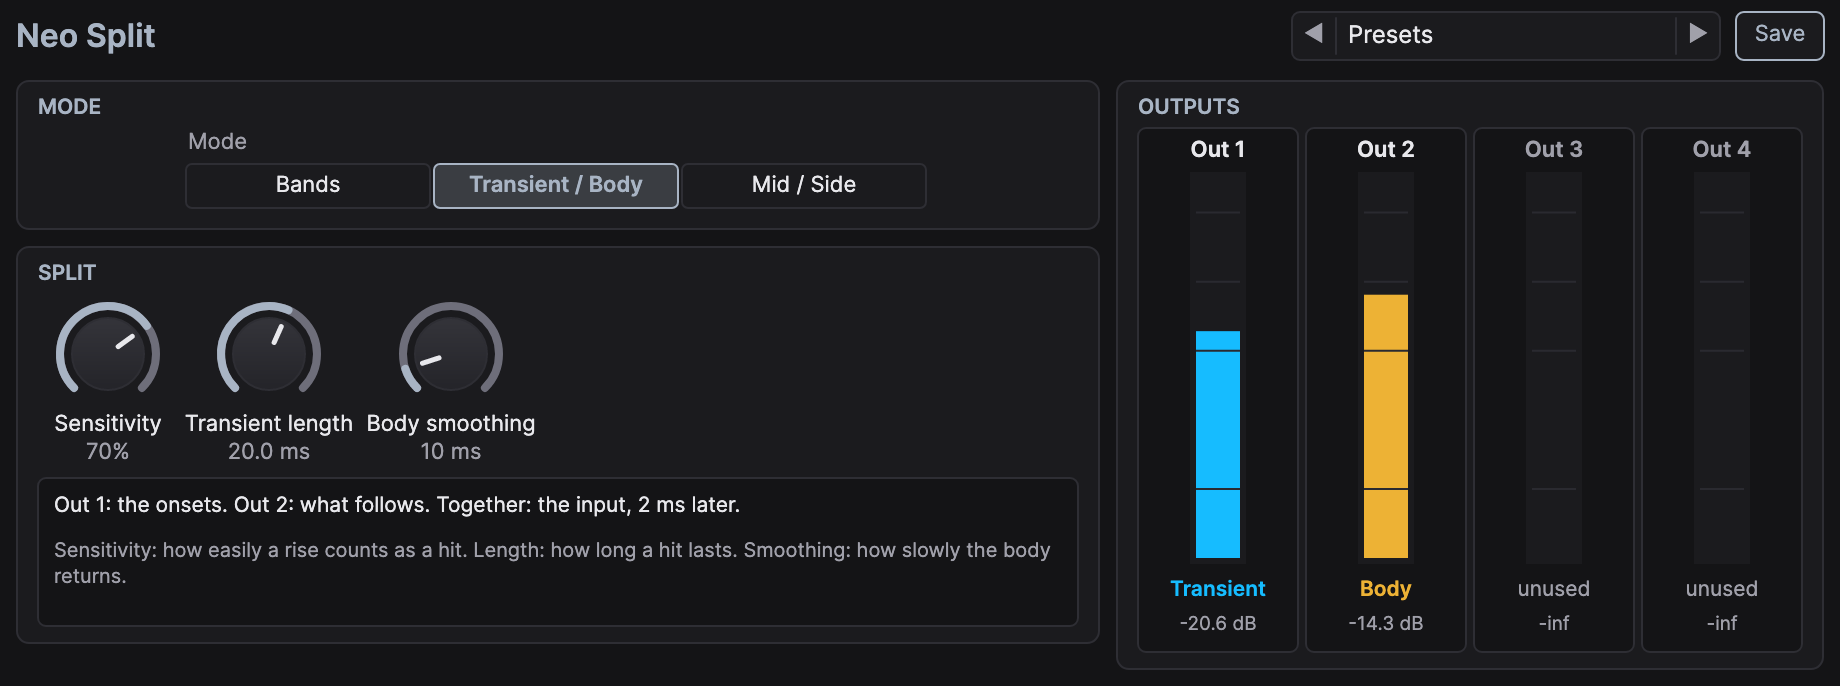 Neo Split
Presets
Save
MODE
Mode
Bands
Transient / Body
Mid / Side
SPLIT
Sensitivity
70%
Transient length
20.0 ms
Body smoothing
10 ms
Out 1: the onsets. Out 2: what follows. Together: the input, 2 ms later.
Sensitivity: how easily a rise counts as a hit. Length: how long a hit lasts. Smoothing: how slowly the body
returns.
OUTPUTS
Out 1
Transient
-20.6 dB
Out 2
Body
-14.3 dB
Out 3
unused
-inf
Out 4
unused
-inf